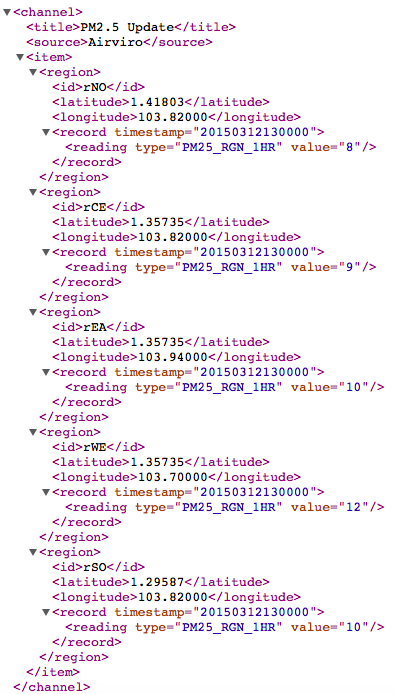 <channel>
<title>PM2.5 Update</title>
<source>Airviro</source>
<item>
<region>
<id>rNO</id>
<latitude>1.41803</latitude>
<longitude>103.82000</longitude>
<record timestamp="20150312130000">
<reading type="PM25_RGN_1HR" value="8"/>
</record>
</region>
<region>
<id>rCE</id>
<latitude>1.35735</latitude>
<longitude>103.82000</longitude>
<record timestamp="20150312130000">
<reading type="PM25_RGN_1HR" value="9"/>
</record>
</region>
<region>
<id>rEA</id>
<latitude>1.35735</latitude>
<longitude>103.94000</longitude>
<record timestamp="20150312130000">
<reading type="PM25_RGN_1HR" value="10"/>
</record>
</region>
<region>
<id>rWE</id>
<latitude>1.35735</latitude>
<longitude>103.70000</longitude>
<record timestamp="20150312130000">
<reading type="PM25_RGN_1HR" value="12"/>
</record>
</region>
<region>
<id>rSO</id>
<latitude>1.29587</latitude>
<longitude>103.82000</longitude>
<record timestamp="20150312130000">
<reading type="PM25_RGN_1HR" value="10"/>
</record>
</region>
</item>
</channel>